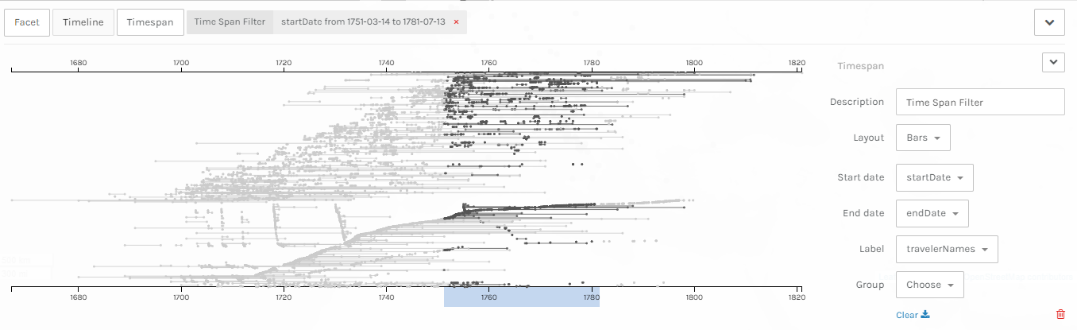 Facet Timeline Timespan Time Span Filter startDate from 1751-03-14 to 1781-07-13 ×
1680 1700 1720 1740 1760 1780 1800 1820
Timespan
Description Time Span Filter
Layout Bars
Start date startDate
End date endDate
Label travelerNames
Group Choose
1680 1700 1720 1740 1760 1780 1800 1820
Clear